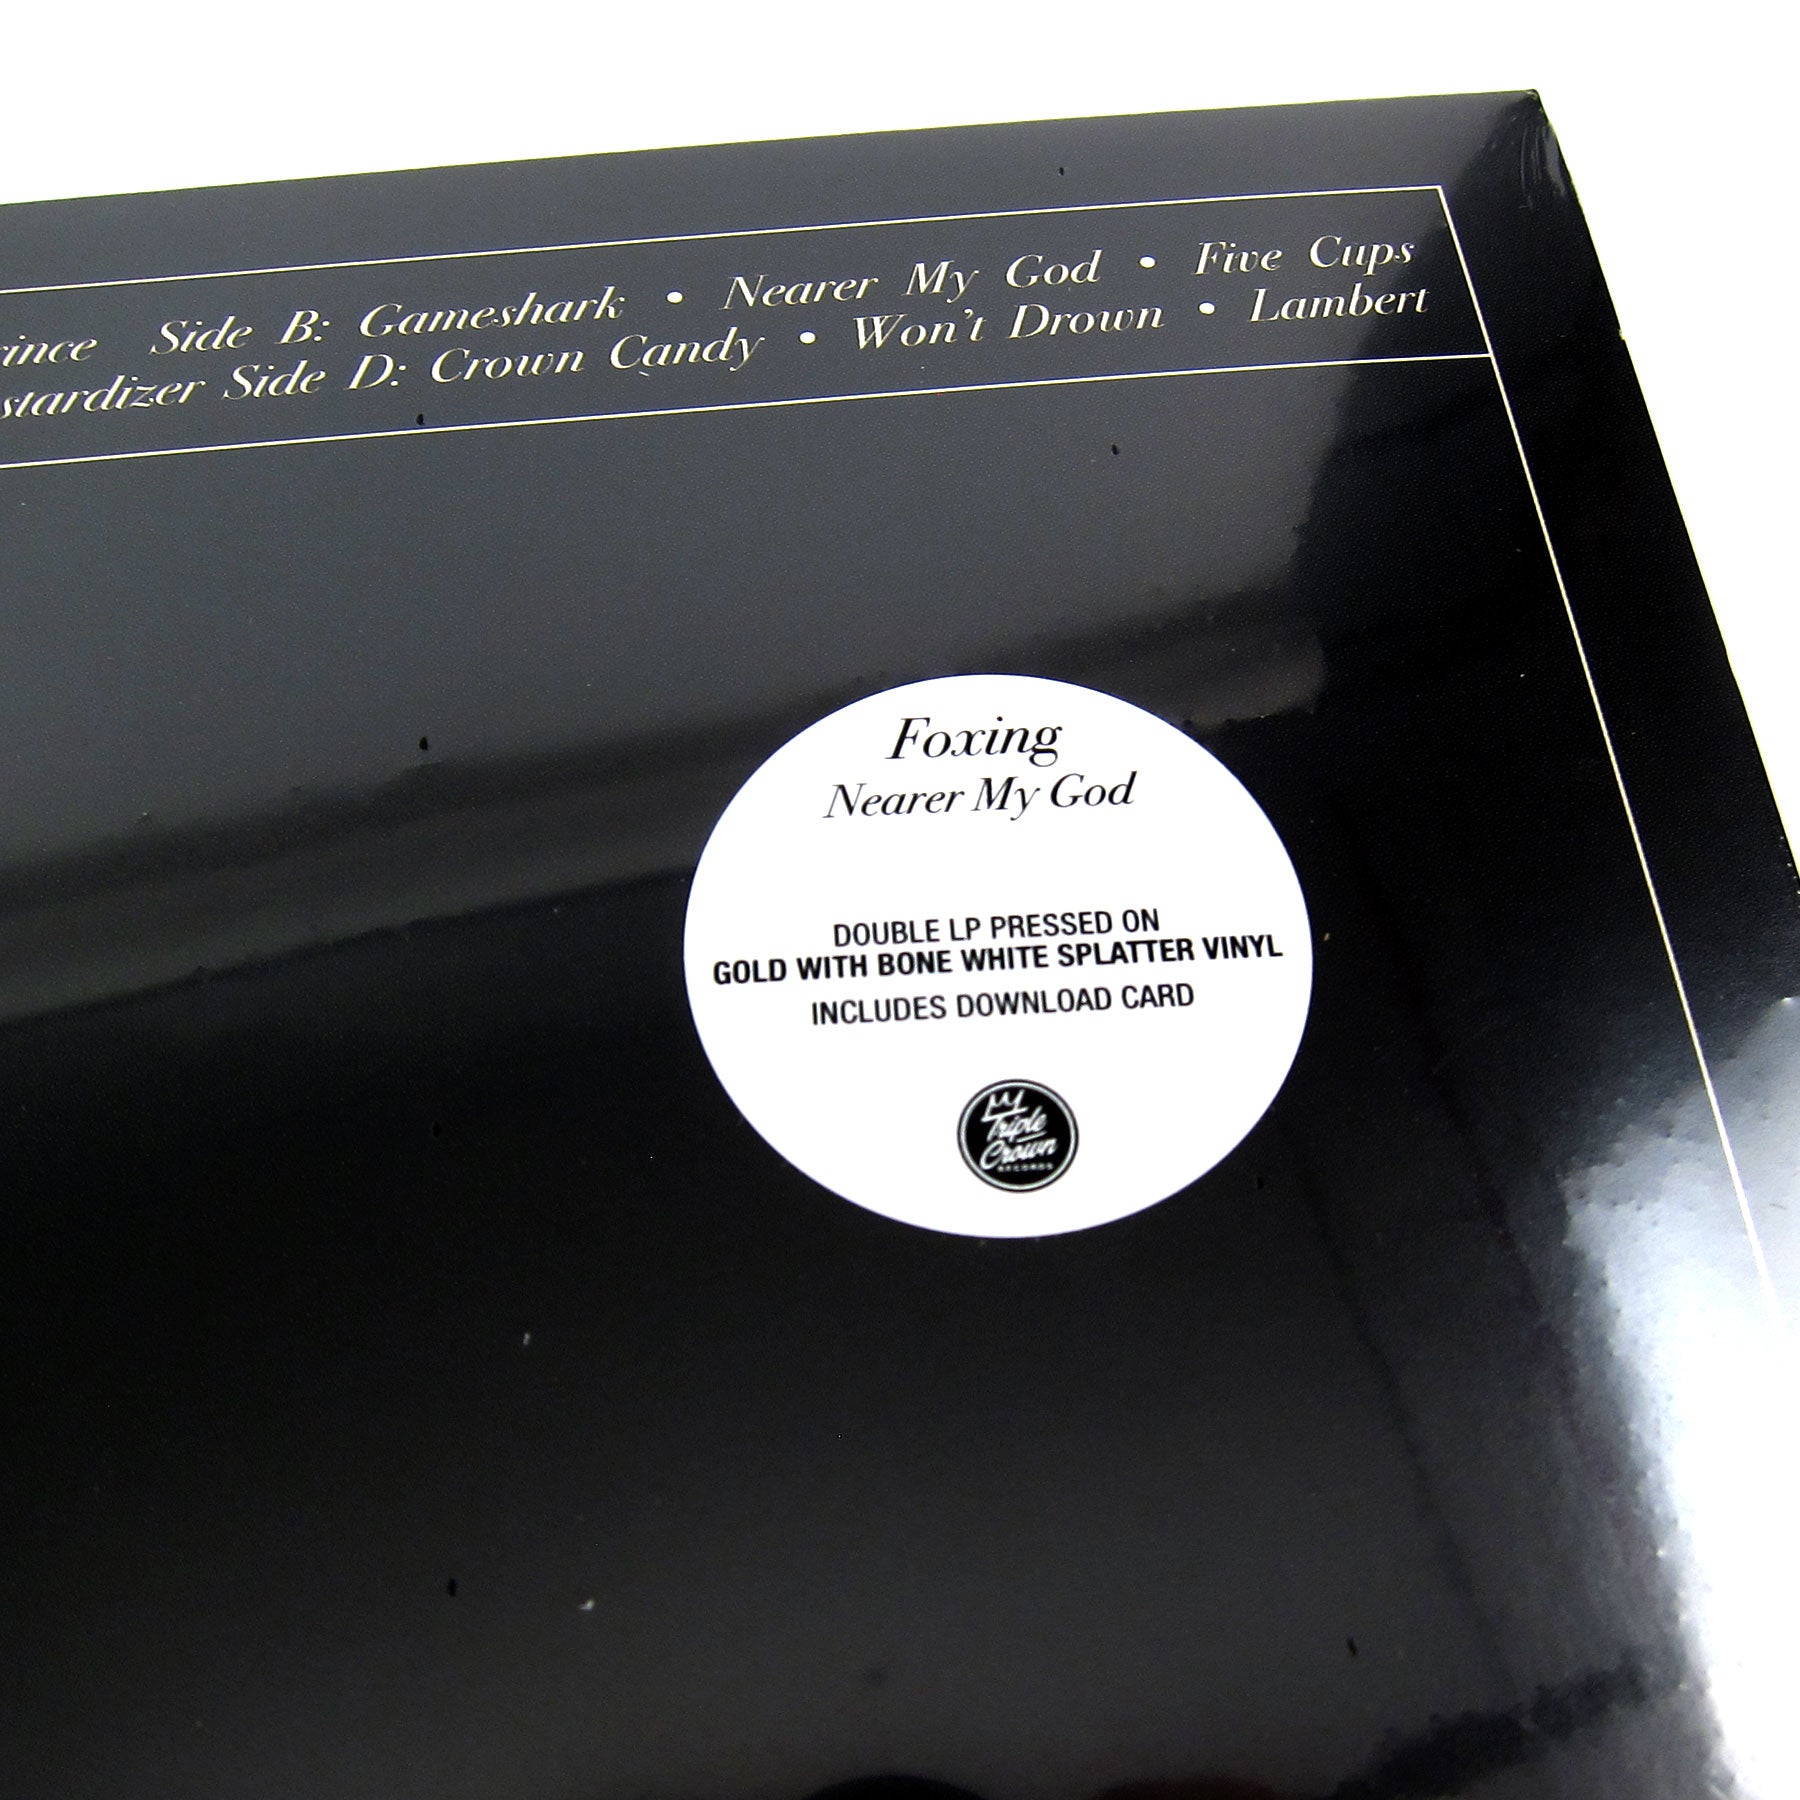 Side B: Gameshark • Nearer My God • Five Cups
Side D: Crown Candy • Won't Drown • Lambert
Foxing
Nearer My God
DOUBLE LP PRESSED ON
GOLD WITH BONE WHITE SPLATTER VINYL
INCLUDES DOWNLOAD CARD
Triple
Crown
RECORDS